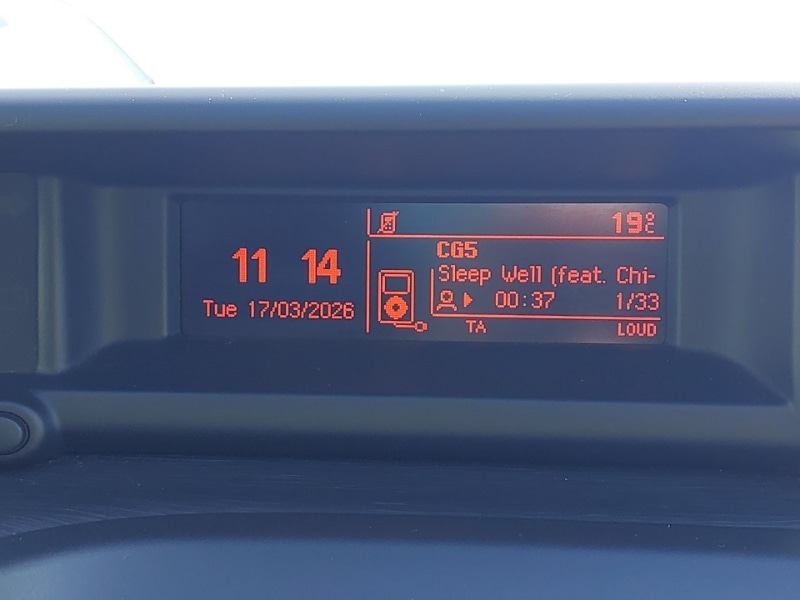 19°C
11 14
Tue 17/03/2026
CG5
Sleep Well (feat. Chi-
00:37 1/33
TA LOUD